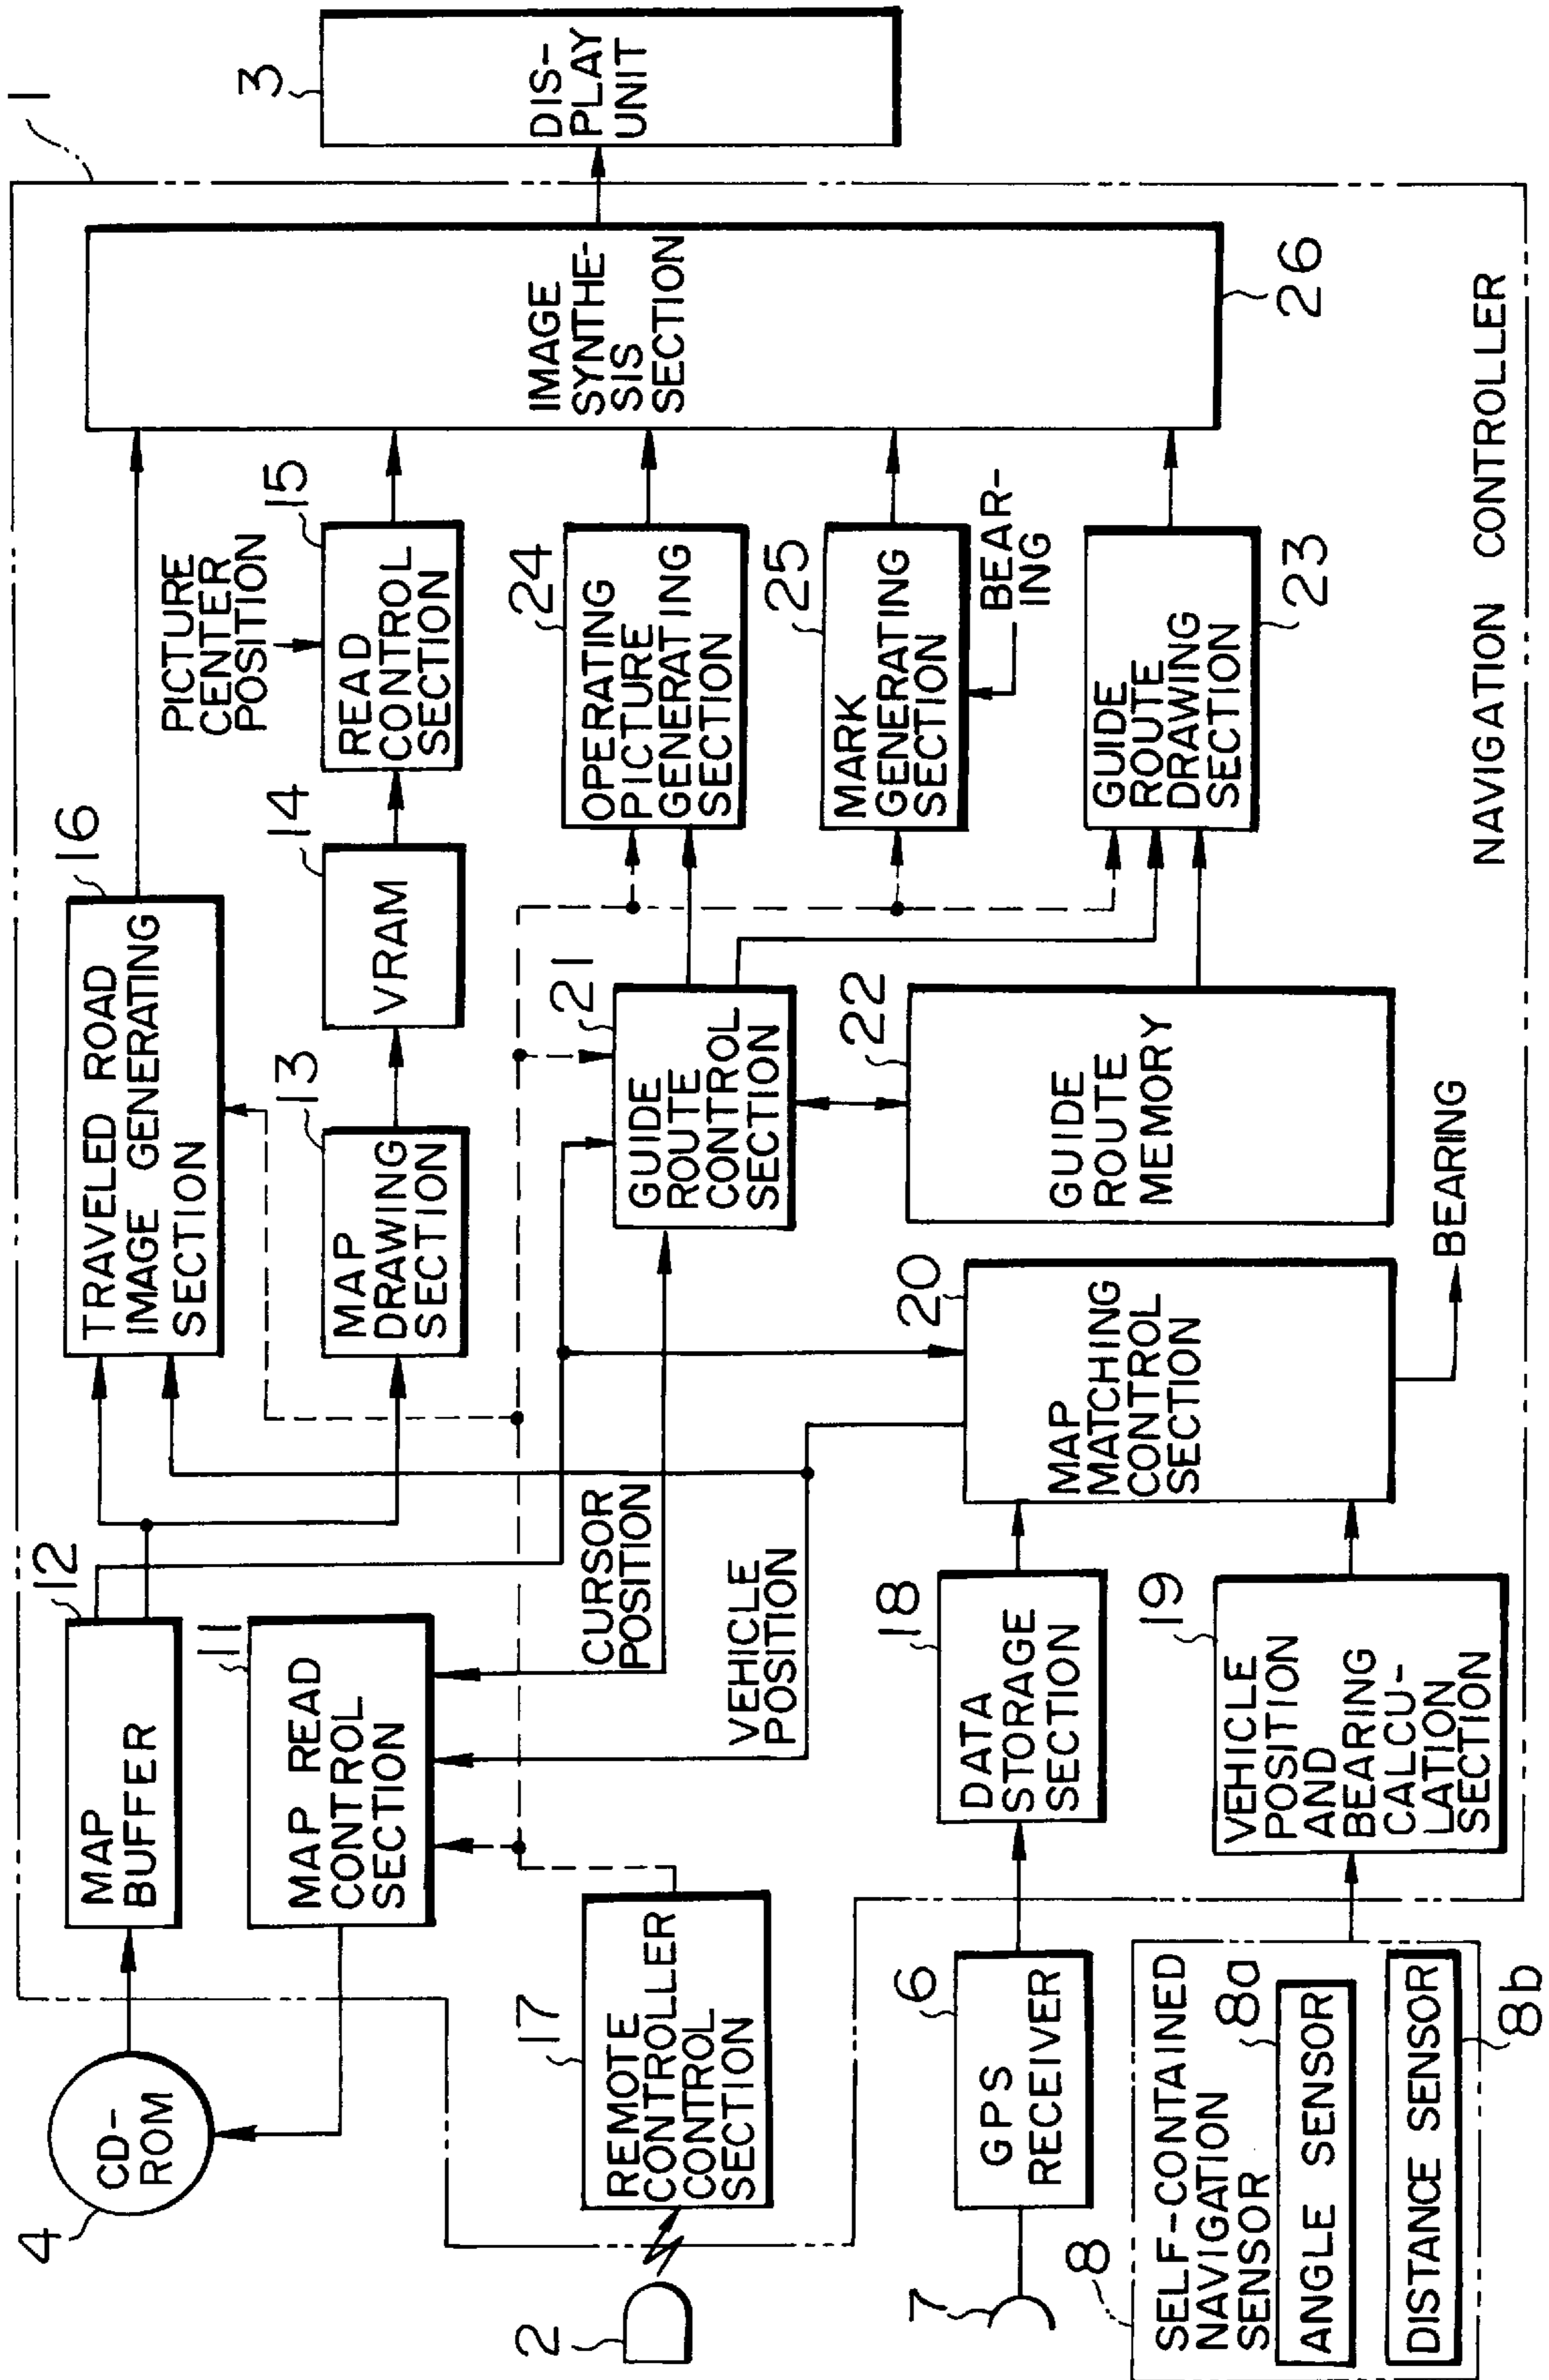 1
3
DIS-
PLAY
UNIT
IMAGE
SYNTHE-
SIS
SECTION
26
NAVIGATION CONTROLLER
16
TRAVELED ROAD
IMAGE GENERATING
SECTION
PICTURE
CENTER
POSITION
15
READ
CONTROL
SECTION
14
VRAM
13
MAP
DRAWING
SECTION
24
OPERATING
PICTURE
GENERATING
SECTION
25
MARK
GENERATING
SECTION
BEAR-
ING
23
GUIDE
ROUTE
DRAWING
SECTION
21
GUIDE
ROUTE
CONTROL
SECTION
22
GUIDE
ROUTE
MEMORY
12
MAP
BUFFER
11
MAP READ
CONTROL
SECTION
CURSOR
POSITION
VEHICLE
POSITION
20
MAP
MATCHING
CONTROL
SECTION
BEARING
18
DATA
STORAGE
SECTION
19
VEHICLE
POSITION
AND
BEARING
CALCU-
LATION
SECTION
4
CD-
ROM
17
REMOTE
CONTROLLER
CONTROL
SECTION
2
6
GPS
RECEIVER
7
8
SELF-CONTAINED
NAVIGATION
SENSOR
8a
ANGLE SENSOR
DISTANCE SENSOR
8b